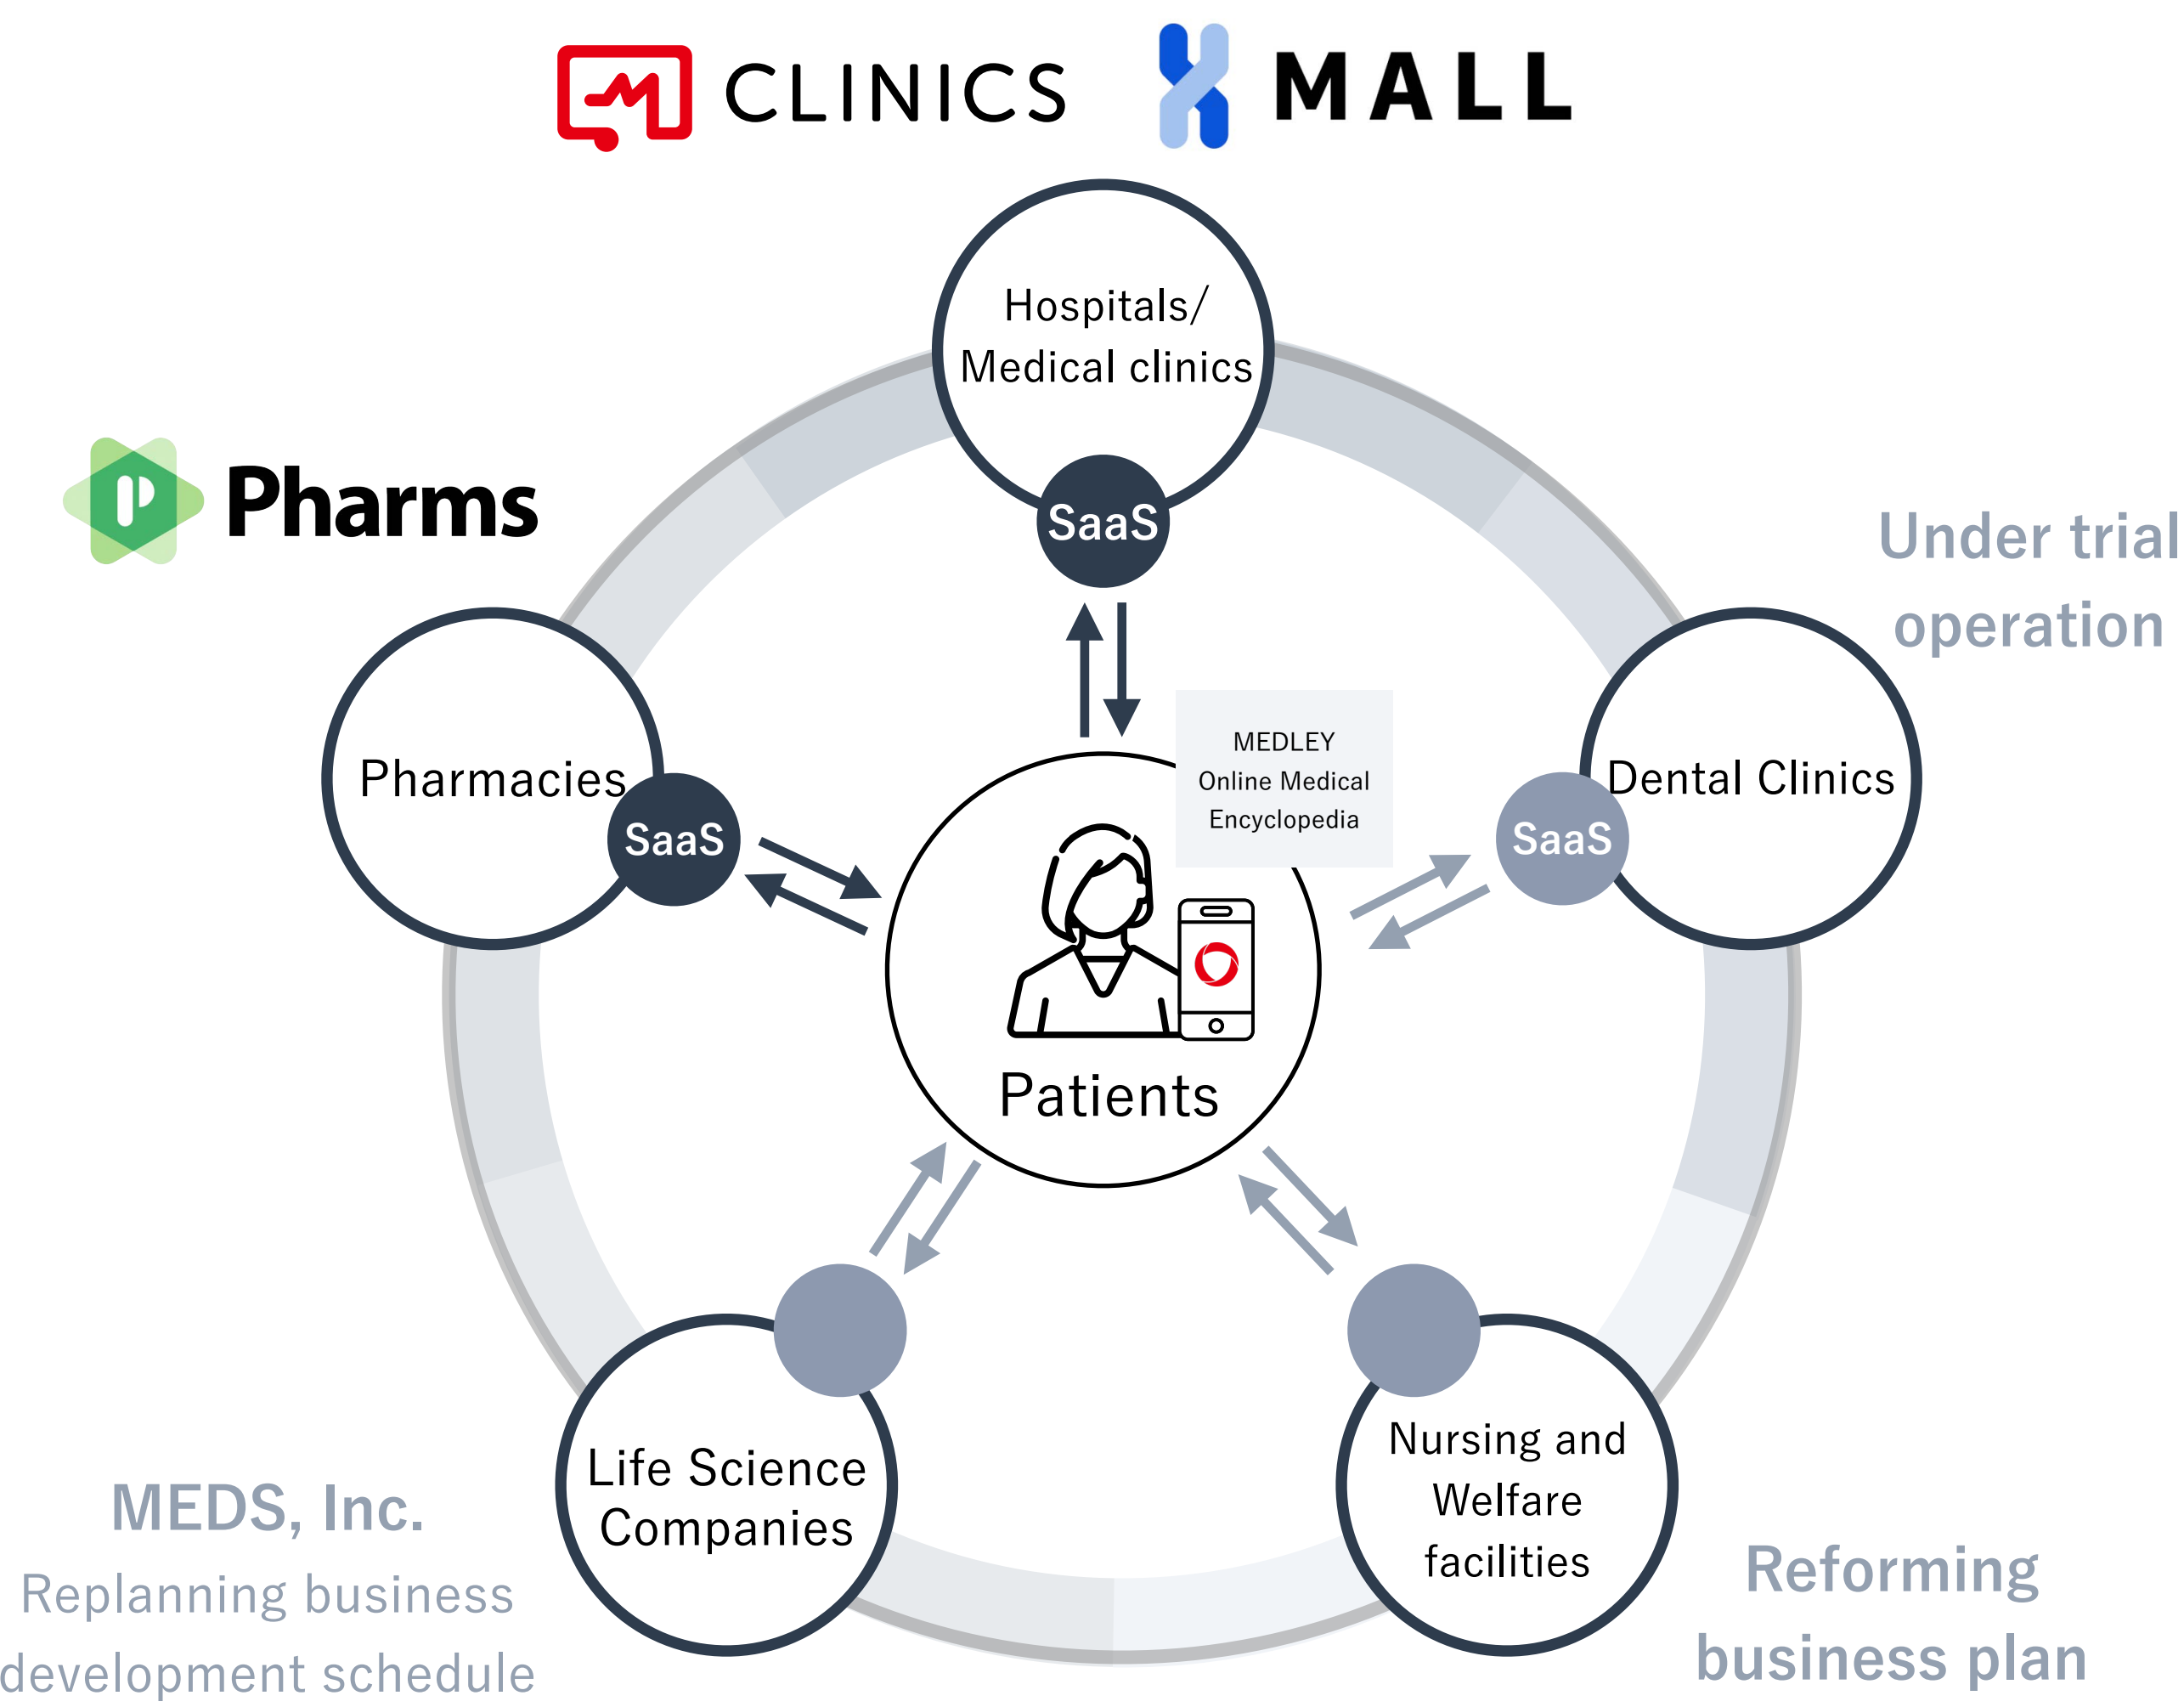 CLINICS
MALL
Hospitals/
Medical clinics
SaaS
Pharms
Under trial
operation
Pharmacies
SaaS
MEDLEY
Online Medical
Encyclopedia
Dental Clinics
SaaS
Patients
Life Science
Companies
Nursing and
Welfare
facilities
MEDS, Inc.
Replanning business
development schedule
Reforming
business plan